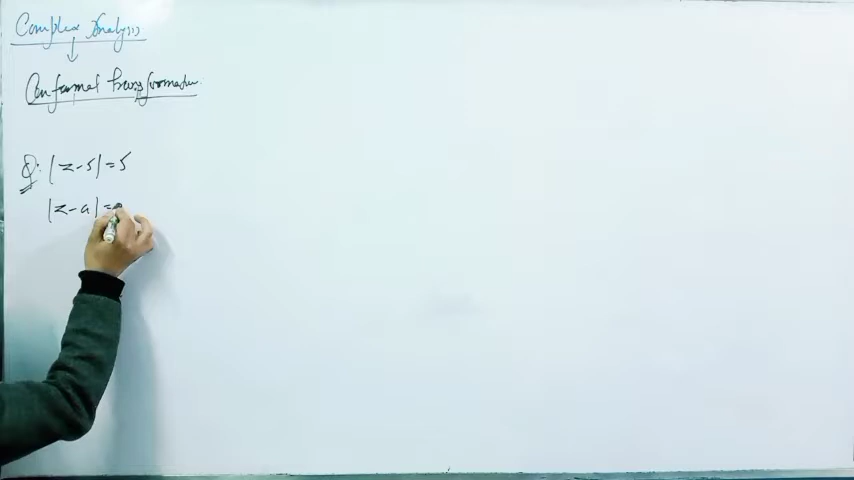 Complex Analysis
↓
Conformal Transformation.
Q: |z-5|=5
|z-a|=